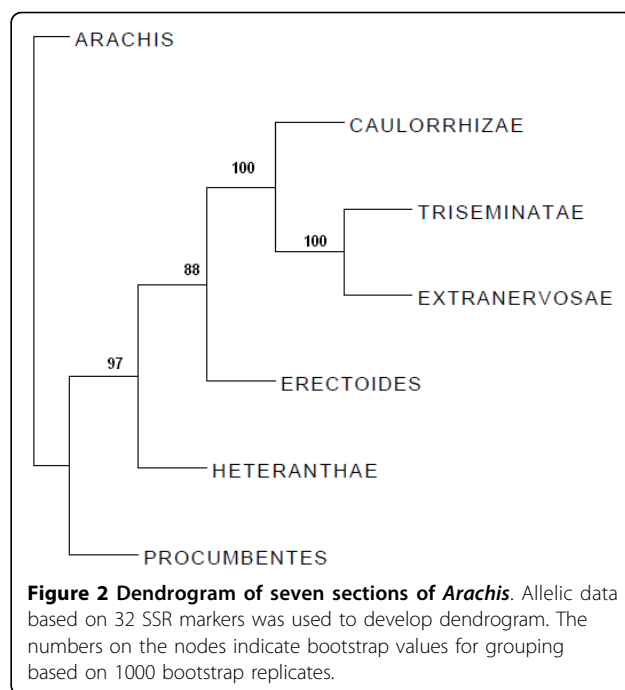 ARACHIS
CAULORRHIZAE
100
TRISEMINATAE
100
88
EXTRANERVOSAE
97
ERECTOIDES
HETERANTHAE
PROCUMBENTES
Figure 2 Dendrogram of seven sections of Arachis. Allelic data
based on 32 SSR markers was used to develop dendrogram. The
numbers on the nodes indicate bootstrap values for grouping
based on 1000 bootstrap replicates.